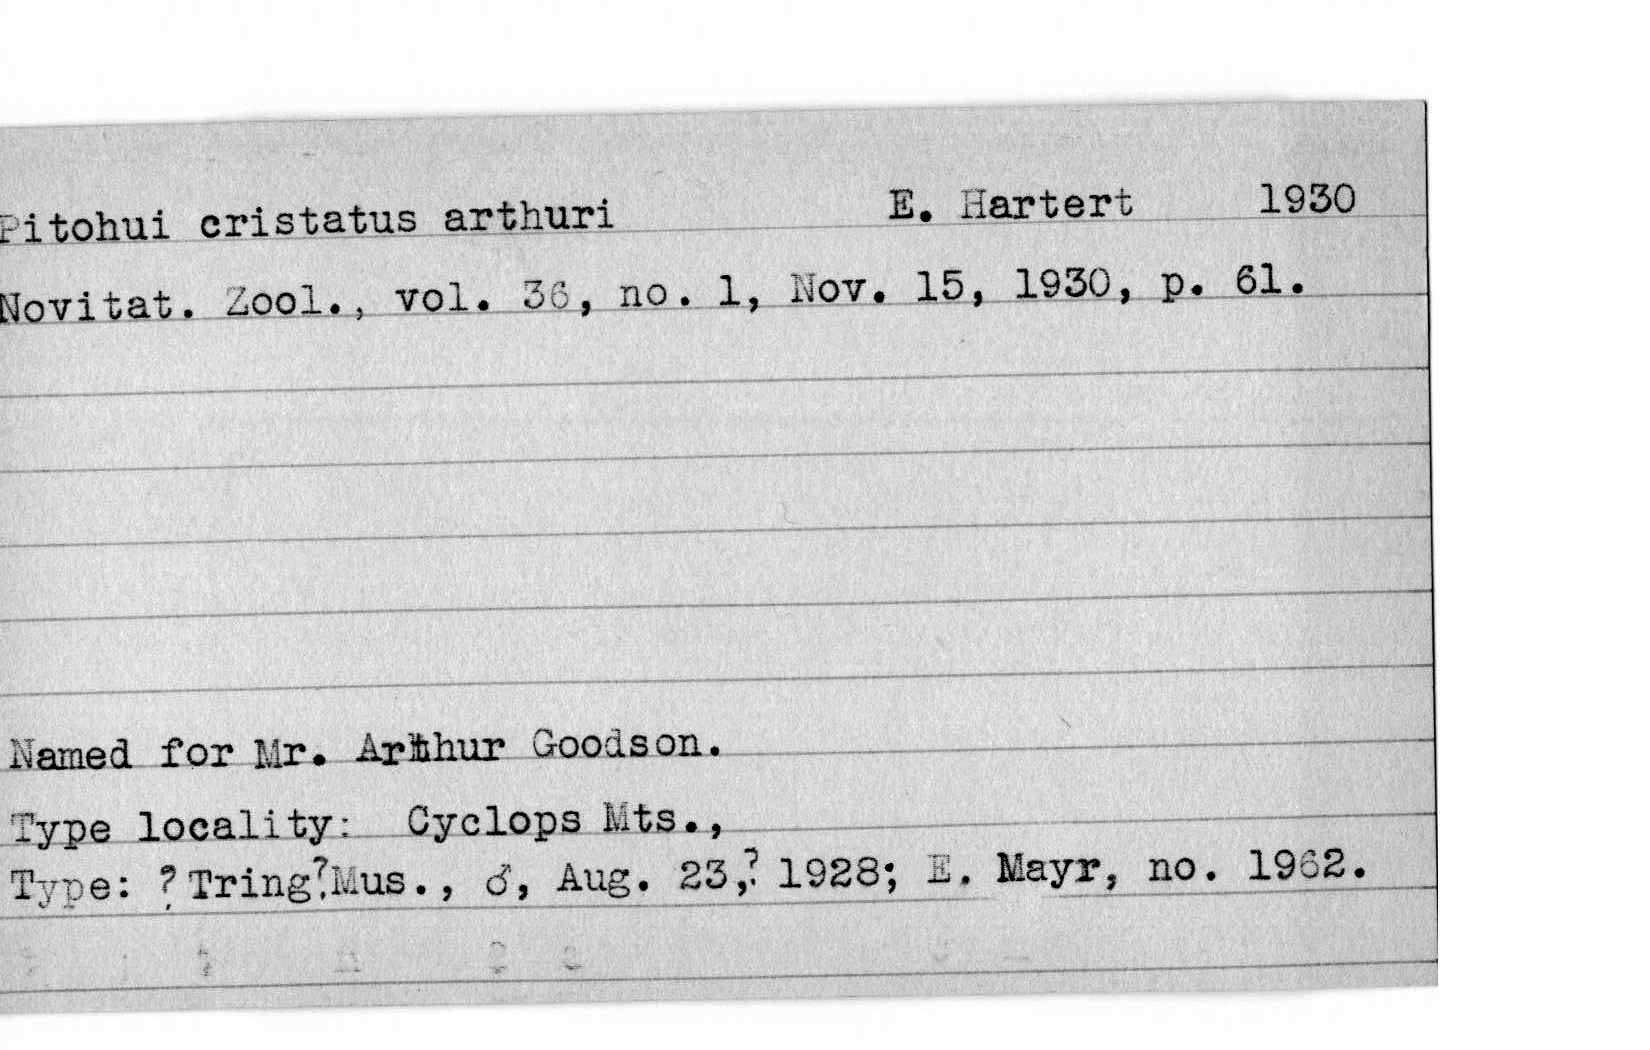 Pitohui cristatus arthuri E. Hartert 1930
Novitat. Zool., vol. 36, no. 1, Nov. 15, 1930, p. 61.
Named for Mr. Arthur Goodson.
Type locality: Cyclops Mts.,
Type: ? Tring? Mus., ♂, Aug. 23,? 1928; E. Mayr, no. 1962.